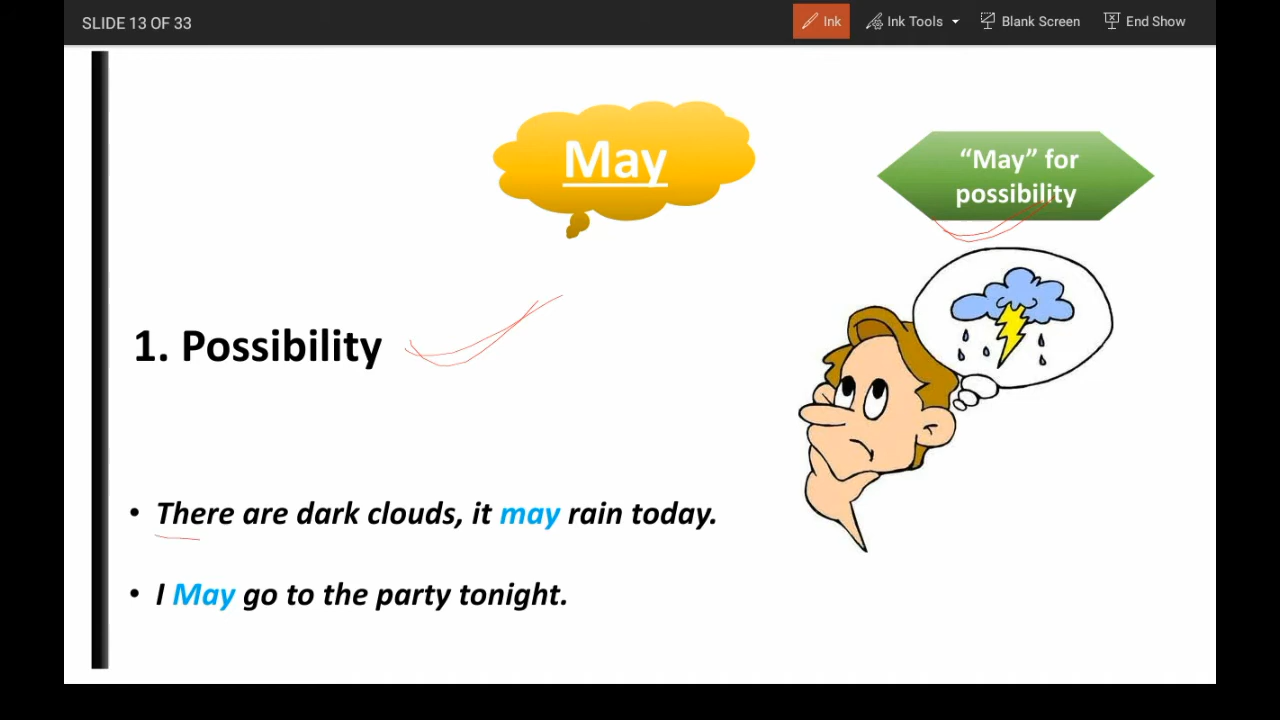 SLIDE 13 OF 33
Ink
Ink Tools
Blank Screen
End Show
May
“May” for
possibility
1. Possibility
• There are dark clouds, it may rain today.
• I May go to the party tonight.